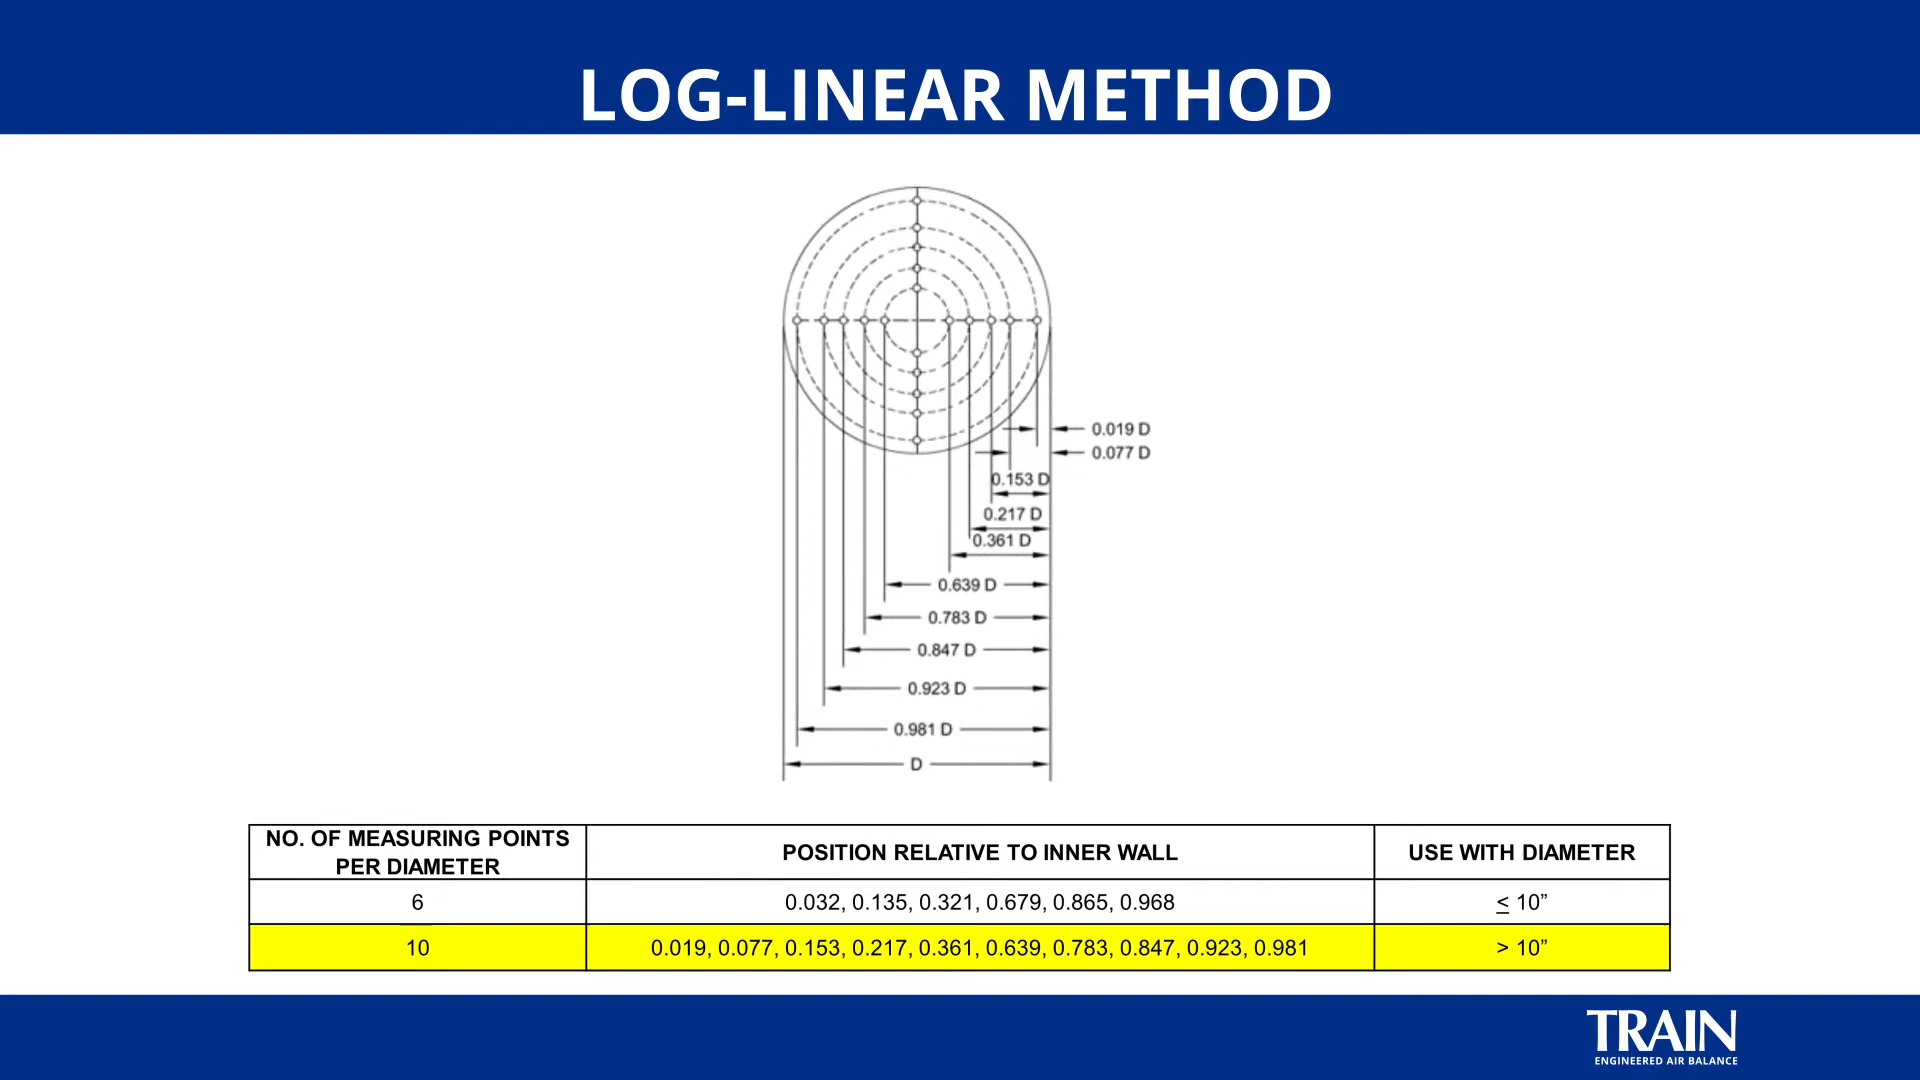 LOG-LINEAR METHOD
0.019 D
0.077 D
0.153 D
0.217 D
0.361 D
0.639 D
0.783 D
0.847 D
0.923 D
0.981 D
D
NO. OF MEASURING POINTS
PER DIAMETER
POSITION RELATIVE TO INNER WALL
USE WITH DIAMETER
6
0.032, 0.135, 0.321, 0.679, 0.865, 0.968
≤ 10”
10
0.019, 0.077, 0.153, 0.217, 0.361, 0.639, 0.783, 0.847, 0.923, 0.981
> 10”
TRAIN
ENGINEERED AIR BALANCE